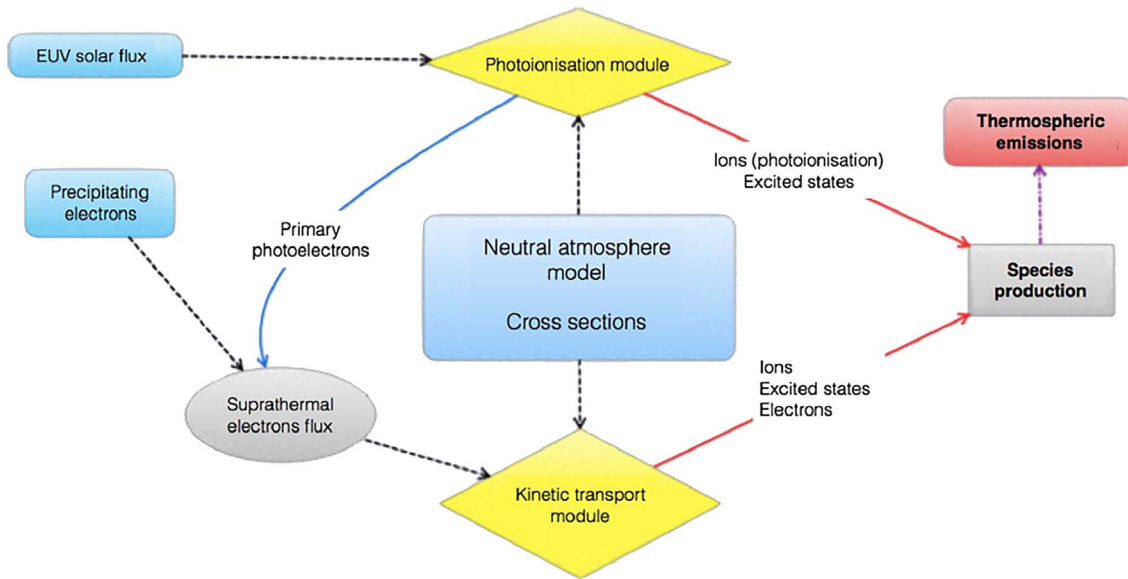 EUV solar flux
Photoionisation module
Thermospheric
emissions
Ions (photoionisation)
Excited states
Precipitating
electrons
Primary
photoelectrons
Neutral atmosphere
model
Cross sections
Species
production
Ions
Excited states
Electrons
Suprathermal
electrons flux
Kinetic transport
module